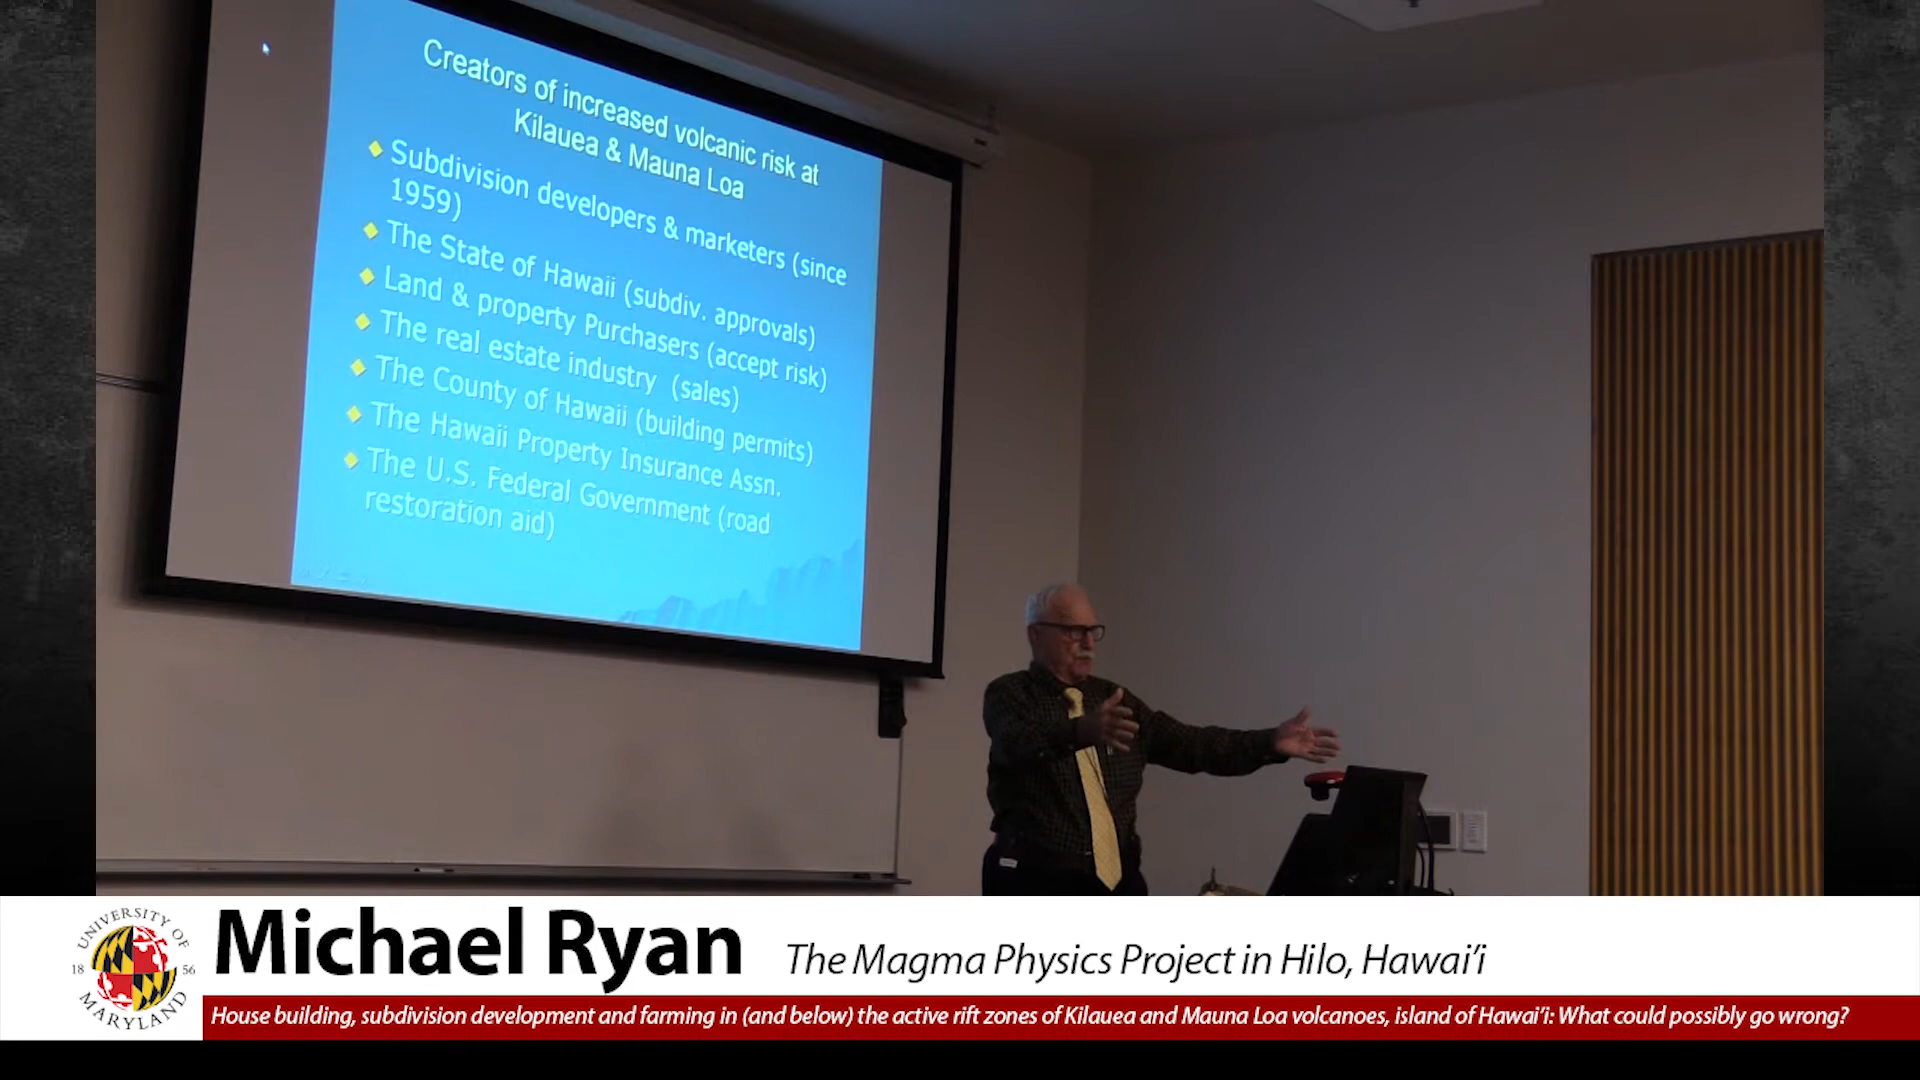 Creators of increased volcanic risk at
Kilauea & Mauna Loa
Subdivision developers & marketers (since
1959)
The State of Hawaii (subdiv. approvals)
Land & property Purchasers (accept risk)
The real estate industry (sales)
The County of Hawaii (building permits)
The Hawaii Property Insurance Assn.
The U.S. Federal Government (road
restoration aid)
UNIVERSITY OF
18 56
MARYLAND
Michael Ryan
The Magma Physics Project in Hilo, Hawai'i
House building, subdivision development and farming in (and below) the active rift zones of Kilauea and Mauna Loa volcanoes, island of Hawai'i: What could possibly go wrong?